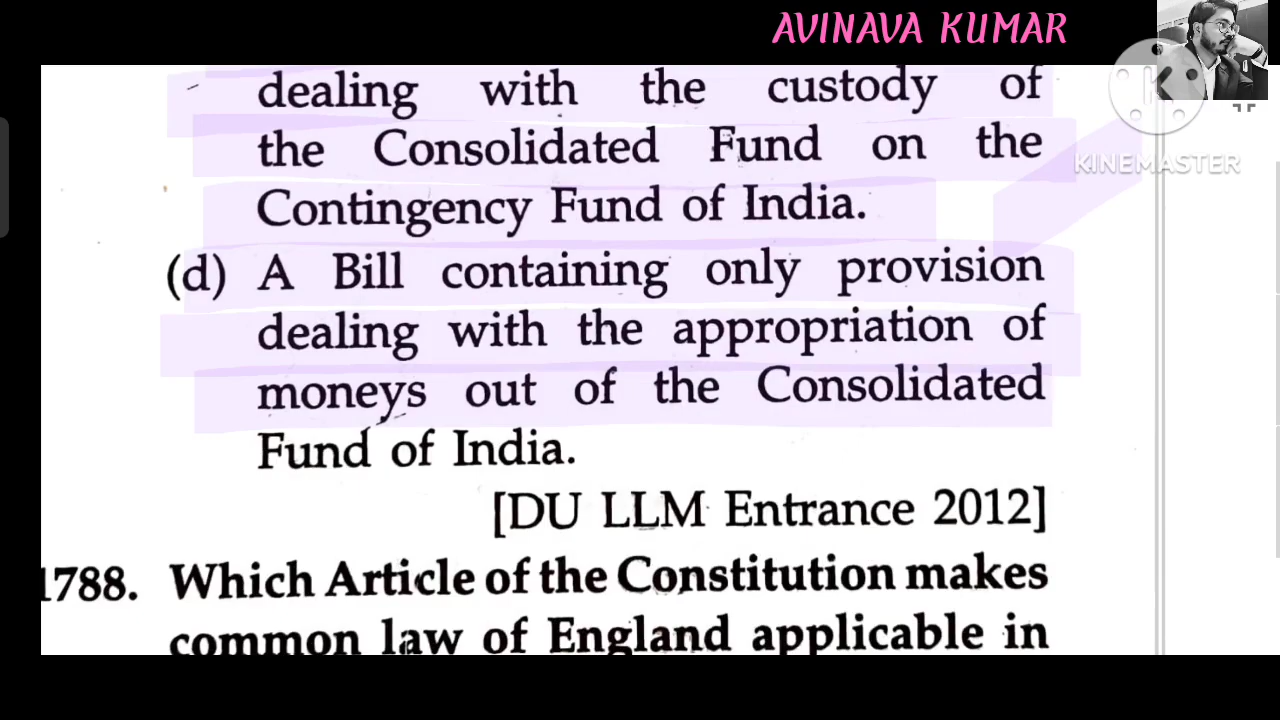 AVINAVA KUMAR
KINEMASTER
dealing with the custody of
the Consolidated Fund on the
Contingency Fund of India.
(d) A Bill containing only provision
dealing with the appropriation of
moneys out of the Consolidated
Fund of India.
[DU LLM Entrance 2012]
1788. Which Article of the Constitution makes
common law of England applicable in